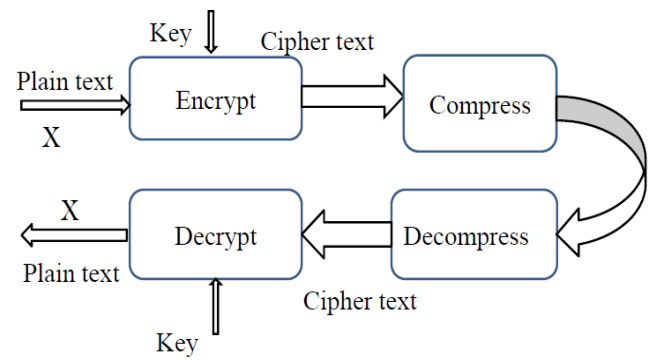 Key
Cipher text
Plain text
Encrypt
Compress
X
X
Decrypt
Decompress
Plain text
Cipher text
Key